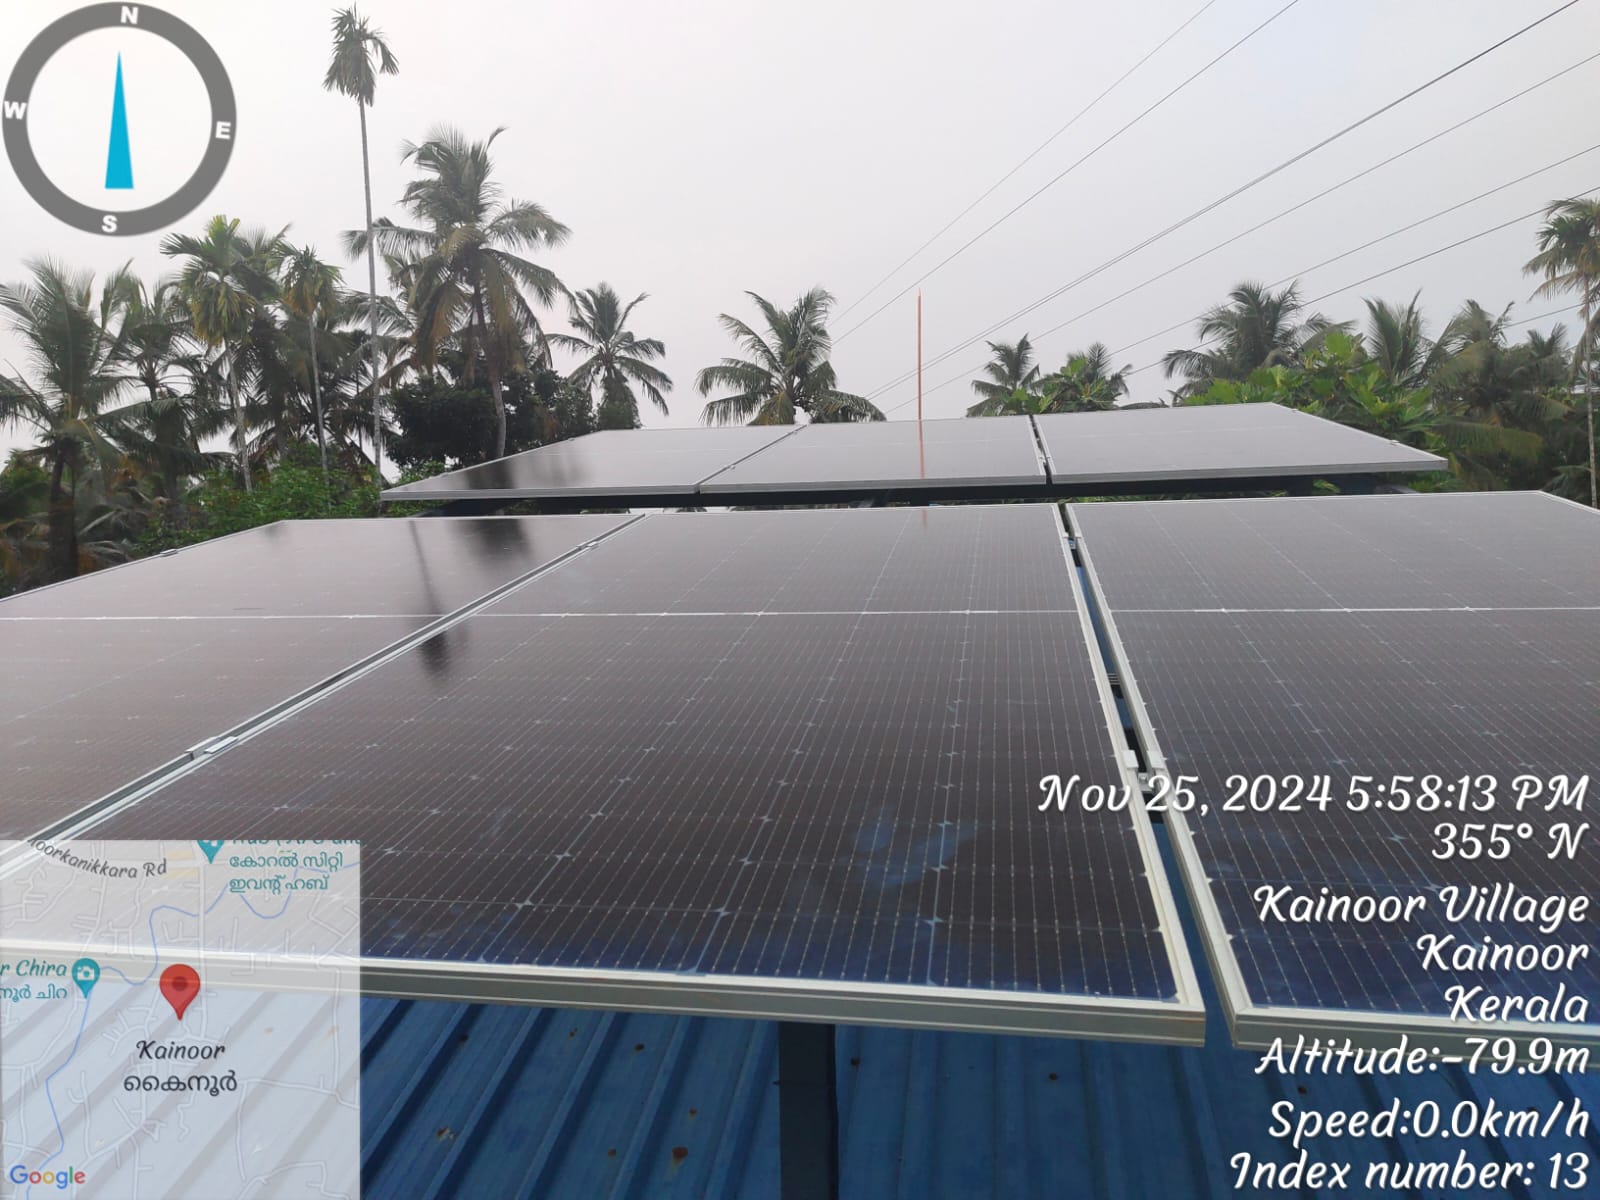 N
W
E
S
Nov 25, 2024 5:58:13 PM
355° N
Kainoor Village
Kainoor
Kerala
Altitude:-79.9m
Speed:0.0km/h
Index number: 13
Rd
കോറൽ സിറ്റി
ഇവന്റ് ഹബ്
Chira
ചിറ
Kainoor
കൈനൂർ
Google